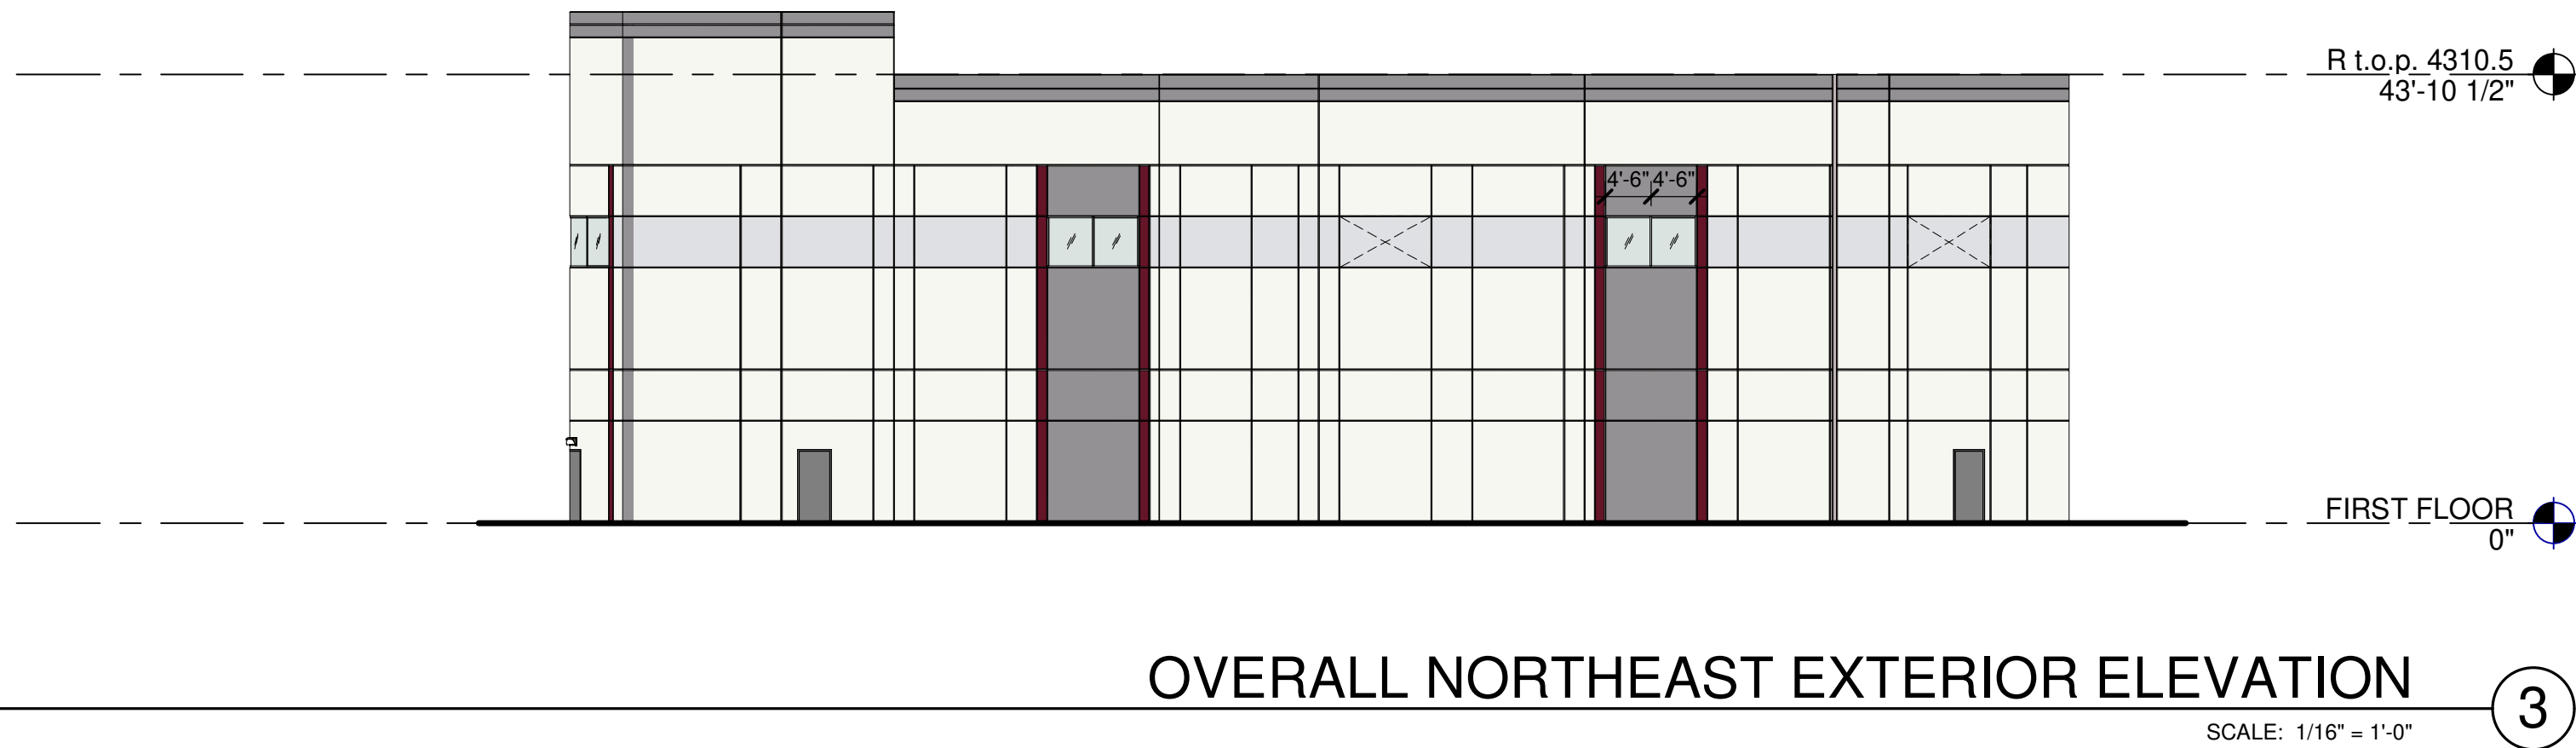 R t.o.p. 4310.5
43'-10 1/2"
4'-6" 4'-6"
FIRST FLOOR
0"
OVERALL NORTHEAST EXTERIOR ELEVATION
3
SCALE: 1/16" = 1'-0"